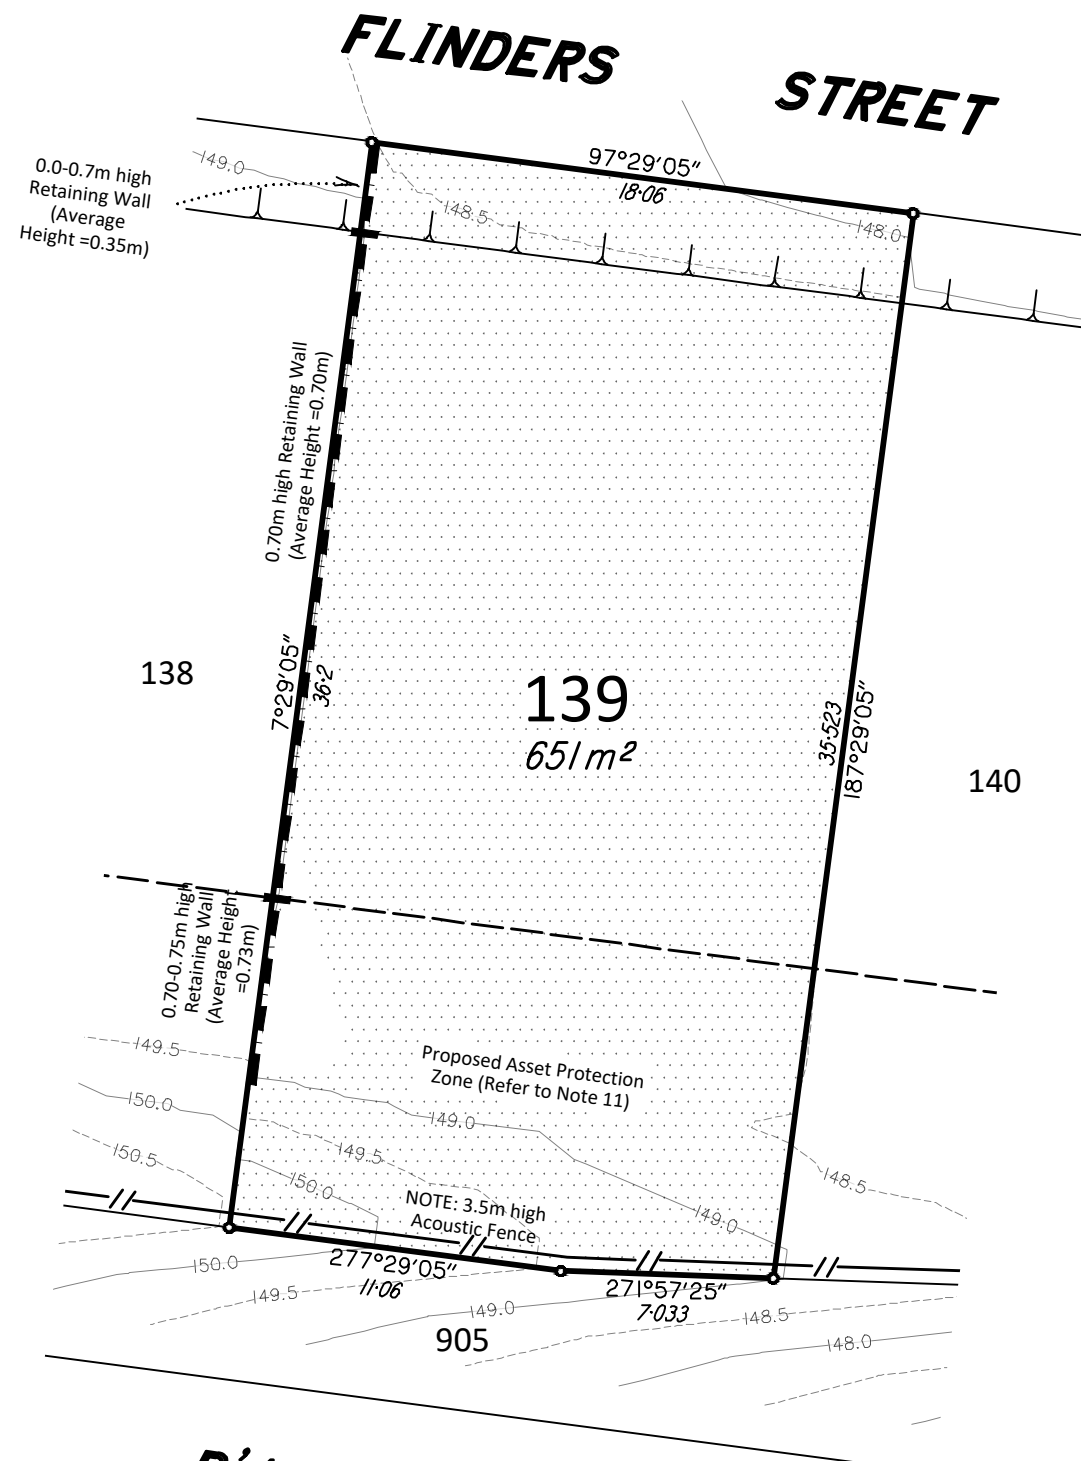 FLINDERS STREET
97°29'05"
18·06
0.0-0.7m high
Retaining Wall
(Average
Height =0.35m)
149.0
148.5
148.0
0.70m high Retaining Wall
(Average Height =0.70m)
7°29'05"
36·2
138
139
651m²
35·523
187°29'05"
140
0.70-0.75m high
Retaining Wall
(Average Height
=0.73m)
149.5
150.0
150.5
Proposed Asset Protection
Zone (Refer to Note 11)
149.0
149.5
150.0
148.5
149.0
NOTE: 3.5m high
Acoustic Fence
277°29'05"
11·06
271°57'25"
7·033
150.0
149.5
149.0
148.5
148.0
905